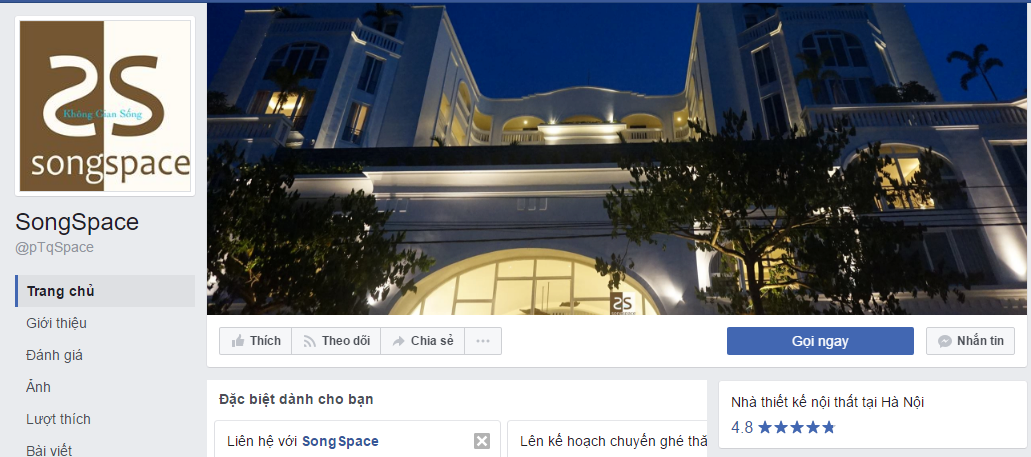 Không Gian Sống
songspace
SongSpace
@pTqSpace
Trang chủ
Giới thiệu
Đánh giá
Ảnh
Lượt thích
Bài viết
Thích
Theo dõi
Chia sẻ
Gọi ngay
Nhắn tin
Đặc biệt dành cho bạn
Liên hệ với SongSpace
Lên kế hoạch chuyến ghé thă
Nhà thiết kế nội thất tại Hà Nội
4.8